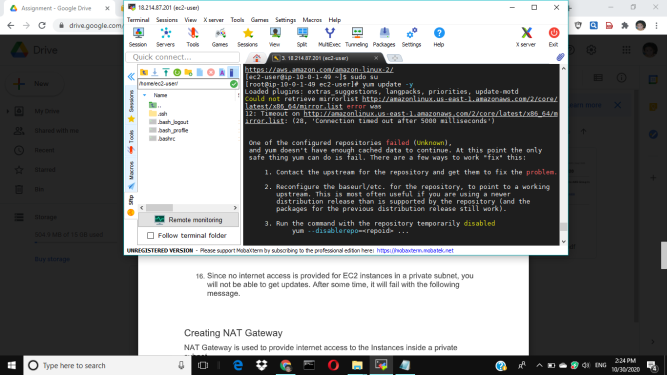 Assignment - Google Drive
18.214.87.201 (ec2-user)
drive.google.com/
Terminal Sessions View X server Tools Games Settings Macros Help
Session Servers Tools Games Sessions View Split MultiExec Tunneling Packages Settings Help X server Exit
Quick connect...
3. 18.214.87.201 (ec2-user)
/home/ec2-user/
Name
..
.ssh
.bash_logout
.bash_profile
.bashrc
Sessions
Tools
Macros
Sftp
Remote monitoring
Follow terminal folder
https://aws.amazon.com/amazon-linux-2/
[ec2-user@ip-10-0-1-49 ~]$ sudo su
[root@ip-10-0-1-49 ec2-user]# yum update -y
Loaded plugins: extras_suggestions, langpacks, priorities, update-motd
Could not retrieve mirrorlist http://amazonlinux.us-east-1.amazonaws.com/2/core/
latest/x86_64/mirror.list error was
12: Timeout on http://amazonlinux.us-east-1.amazonaws.com/2/core/latest/x86_64/m
irror.list: (28, 'Connection timed out after 5000 milliseconds')
One of the configured repositories failed (Unknown),
and yum doesn't have enough cached data to continue. At this point the only
safe thing yum can do is fail. There are a few ways to work "fix" this:
1. Contact the upstream for the repository and get them to fix the problem.
2. Reconfigure the baseurl/etc. for the repository, to point to a working
upstream. This is most often useful if you are using a newer
distribution release than is supported by the repository (and the
packages for the previous distribution release still work).
3. Run the command with the repository temporarily disabled
yum --disablerepo=<repoid> ...
UNREGISTERED VERSION - Please support MobaXterm by subscribing to the professional edition here: https://mobaxterm.mobatek.net
Drive
My Drive
Shared with me
Recent
Starred
Bin
Storage
Buy storage
16. Since no internet access is provided for EC2 instances in a private subnet, you
will not be able to get updates. After some time, it will fail with the following
message.
Creating NAT Gateway
NAT Gateway is used to provide internet access to the Instances inside a private
Type here to search
ENG
2:24 PM
10/30/2020